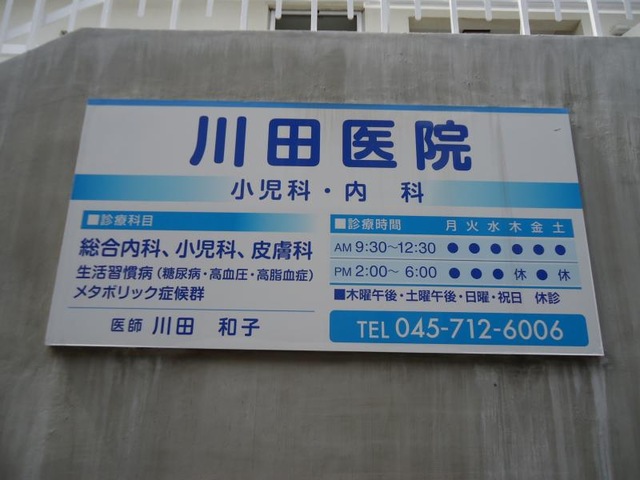 川田医院
小児科・内 科
■診療科目
総合内科、小児科、皮膚科
生活習慣病（糖尿病・高血圧・高脂血症）
メタボリック症候群
医師 川田 和子
■診療時間 月 火 水 木 金 土
AM 9:30～12:30 ● ● ● ● ● ●
PM 2:00～ 6:00 ● ● ● 休 ● 休
■木曜午後・土曜午後・日曜・祝日 休診
TEL 045-712-6006